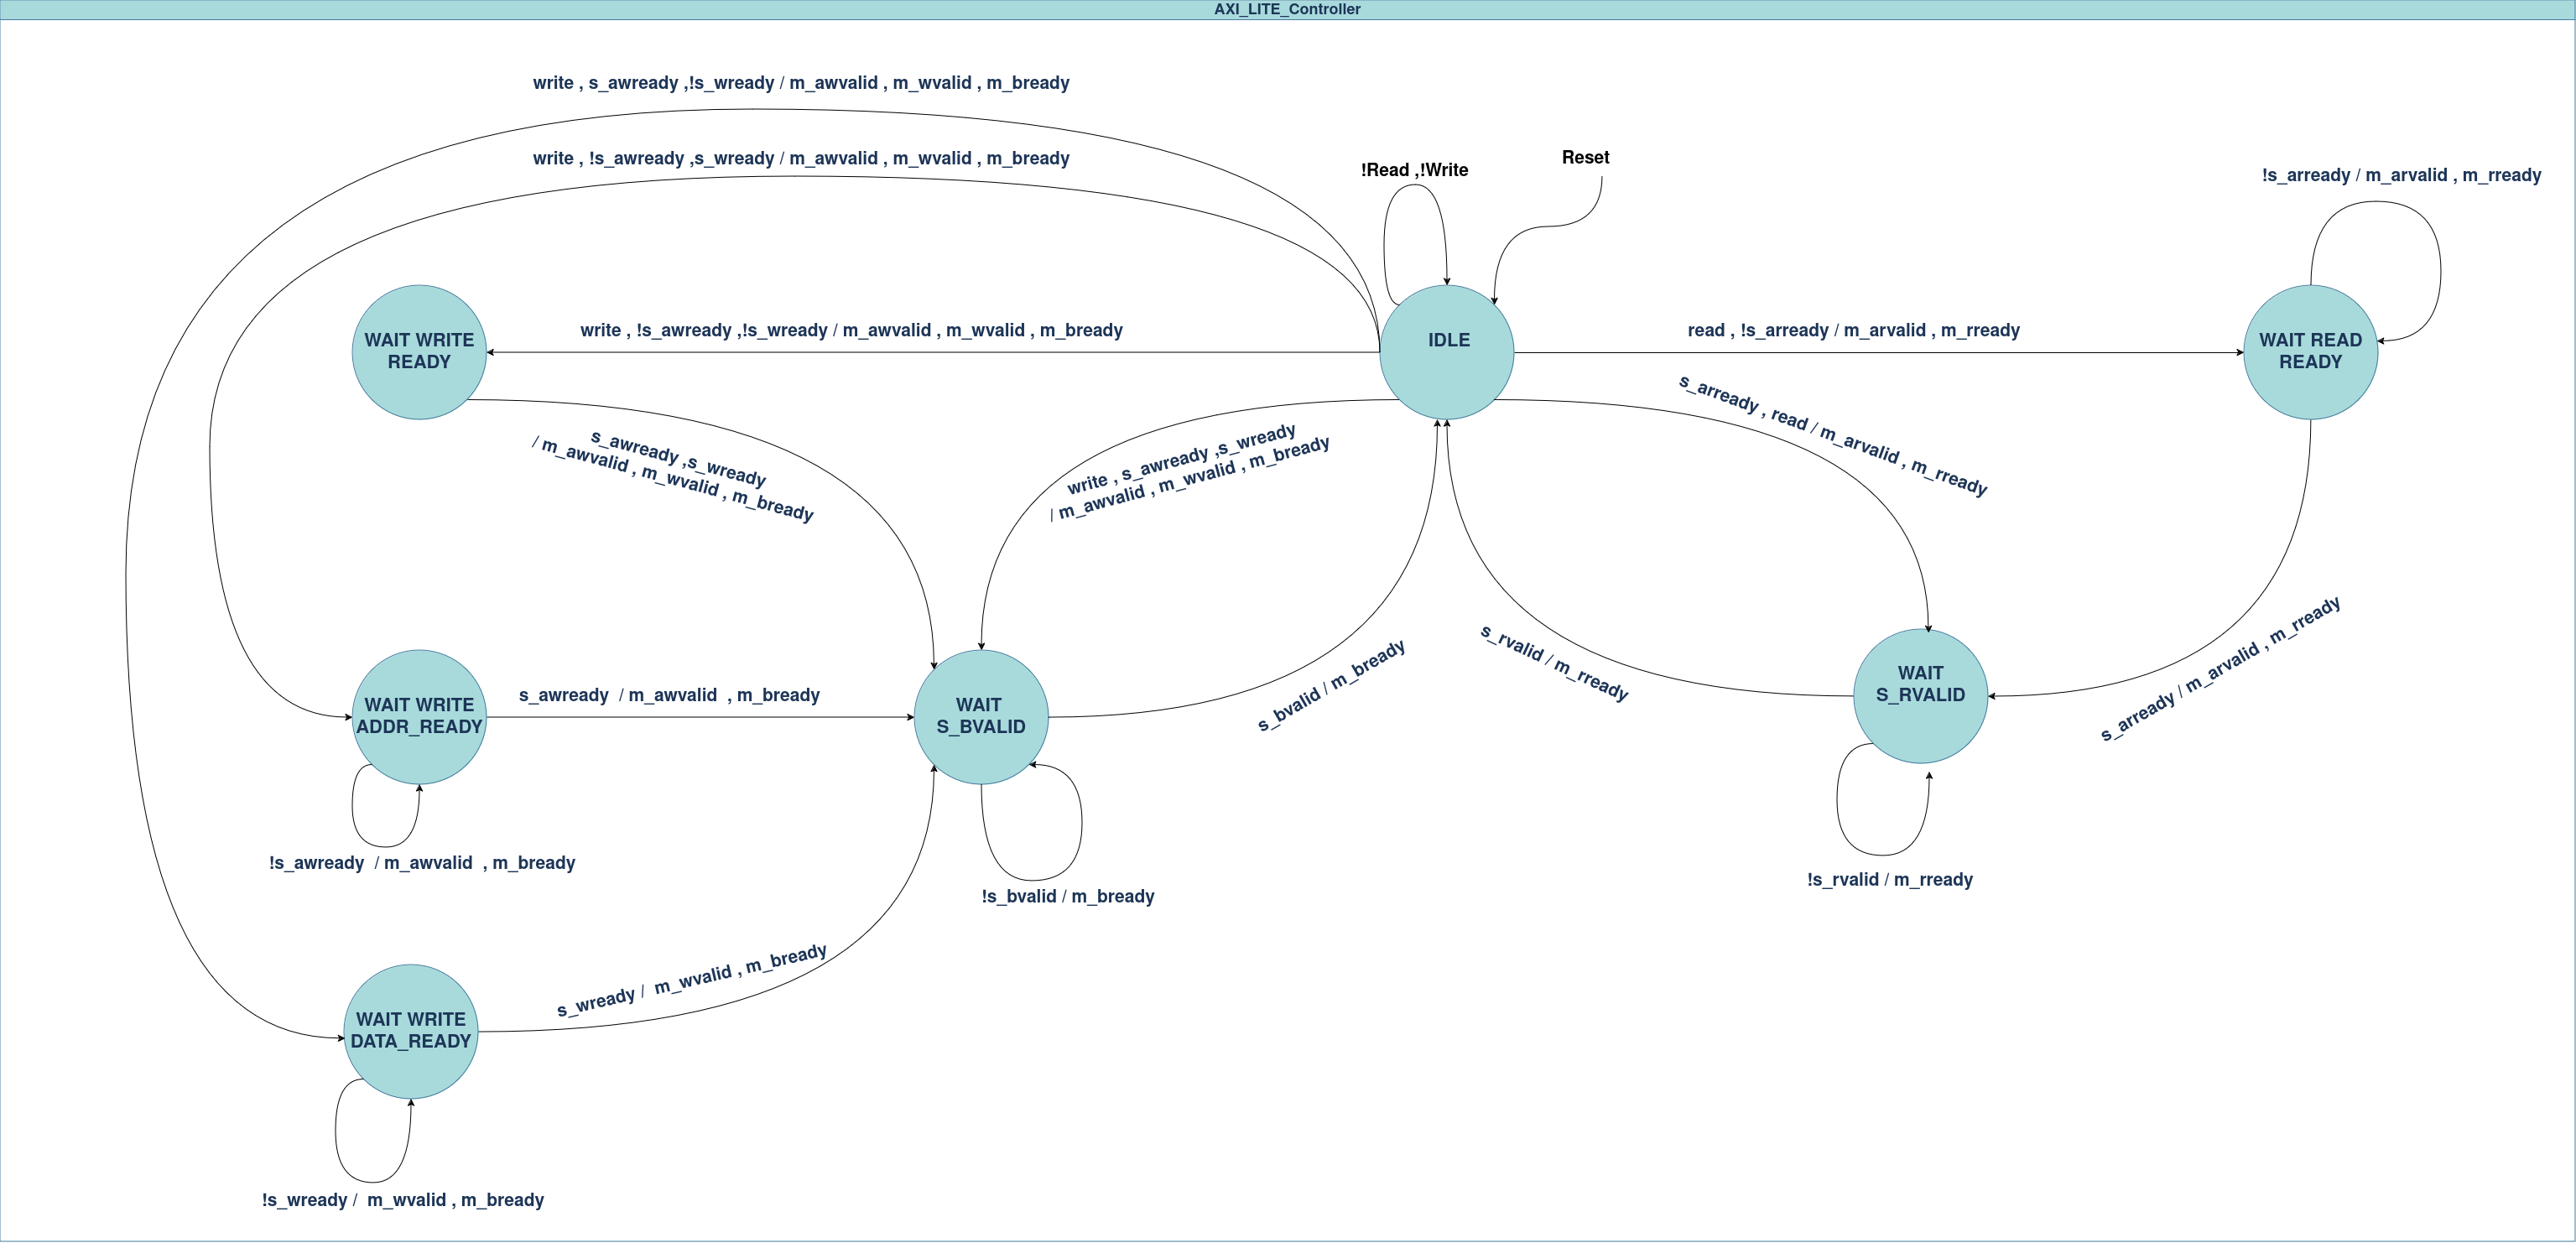 AXI_LITE_Controller
write , s_awready ,!s_wready / m_awvalid , m_wvalid , m_bready
write , !s_awready ,s_wready / m_awvalid , m_wvalid , m_bready
!Read ,!Write
Reset
!s_arready / m_arvalid , m_rready
WAIT WRITE
READY
write , !s_awready ,!s_wready / m_awvalid , m_wvalid , m_bready
IDLE
read , !s_arready / m_arvalid , m_rready
WAIT READ
READY
s_awready ,s_wready
/ m_awvalid , m_wvalid , m_bready
write , s_awready ,s_wready
/ m_awvalid , m_wvalid , m_bready
s_arready , read / m_arvalid , m_rready
WAIT WRITE
ADDR_READY
s_awready  / m_awvalid  , m_bready
WAIT
S_BVALID
s_bvalid / m_bready
s_rvalid / m_rready
WAIT
S_RVALID
s_arready / m_arvalid , m_rready
!s_awready  / m_awvalid  , m_bready
!s_bvalid / m_bready
!s_rvalid / m_rready
WAIT WRITE
DATA_READY
s_wready /  m_wvalid , m_bready
!s_wready /  m_wvalid , m_bready